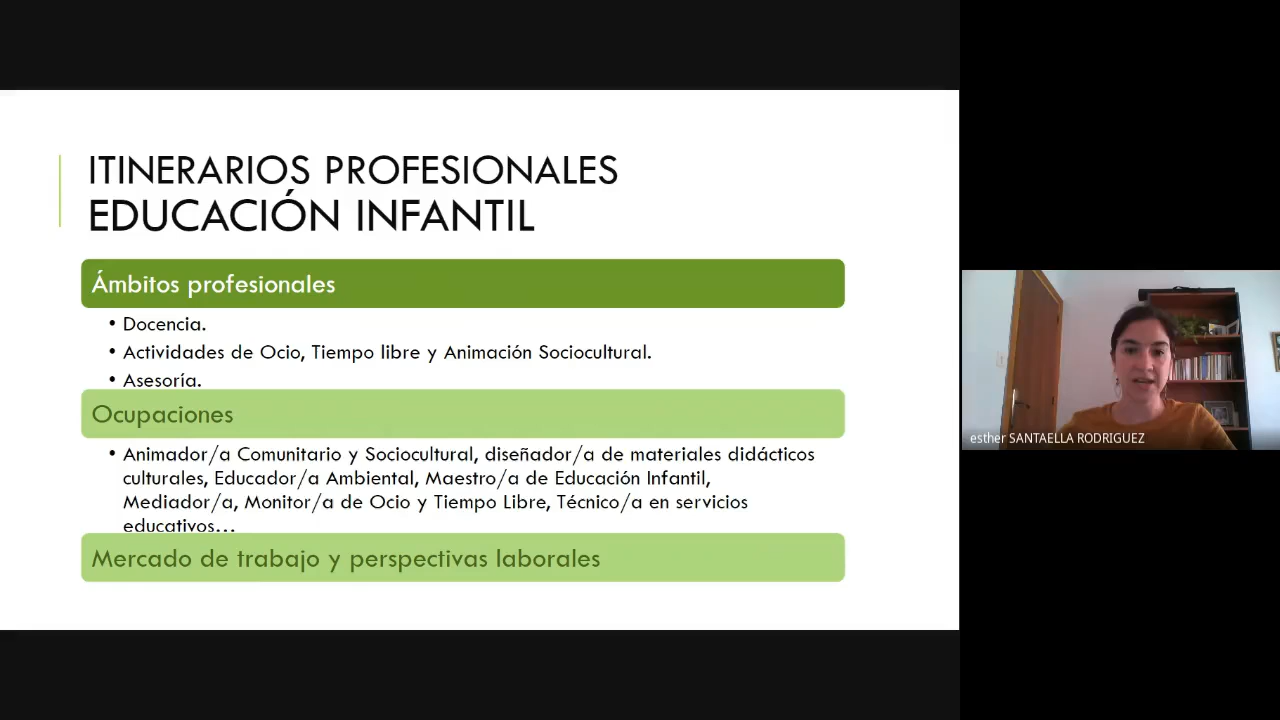 ITINERARIOS PROFESIONALES
EDUCACIÓN INFANTIL
Ámbitos profesionales
• Docencia.
• Actividades de Ocio, Tiempo libre y Animación Sociocultural.
• Asesoría.
Ocupaciones
• Animador/a Comunitario y Sociocultural, diseñador/a de materiales didácticos
culturales, Educador/a Ambiental, Maestro/a de Educación Infantil,
Mediador/a, Monitor/a de Ocio y Tiempo Libre, Técnico/a en servicios
educativos…
Mercado de trabajo y perspectivas laborales
esther SANTAELLA RODRIGUEZ